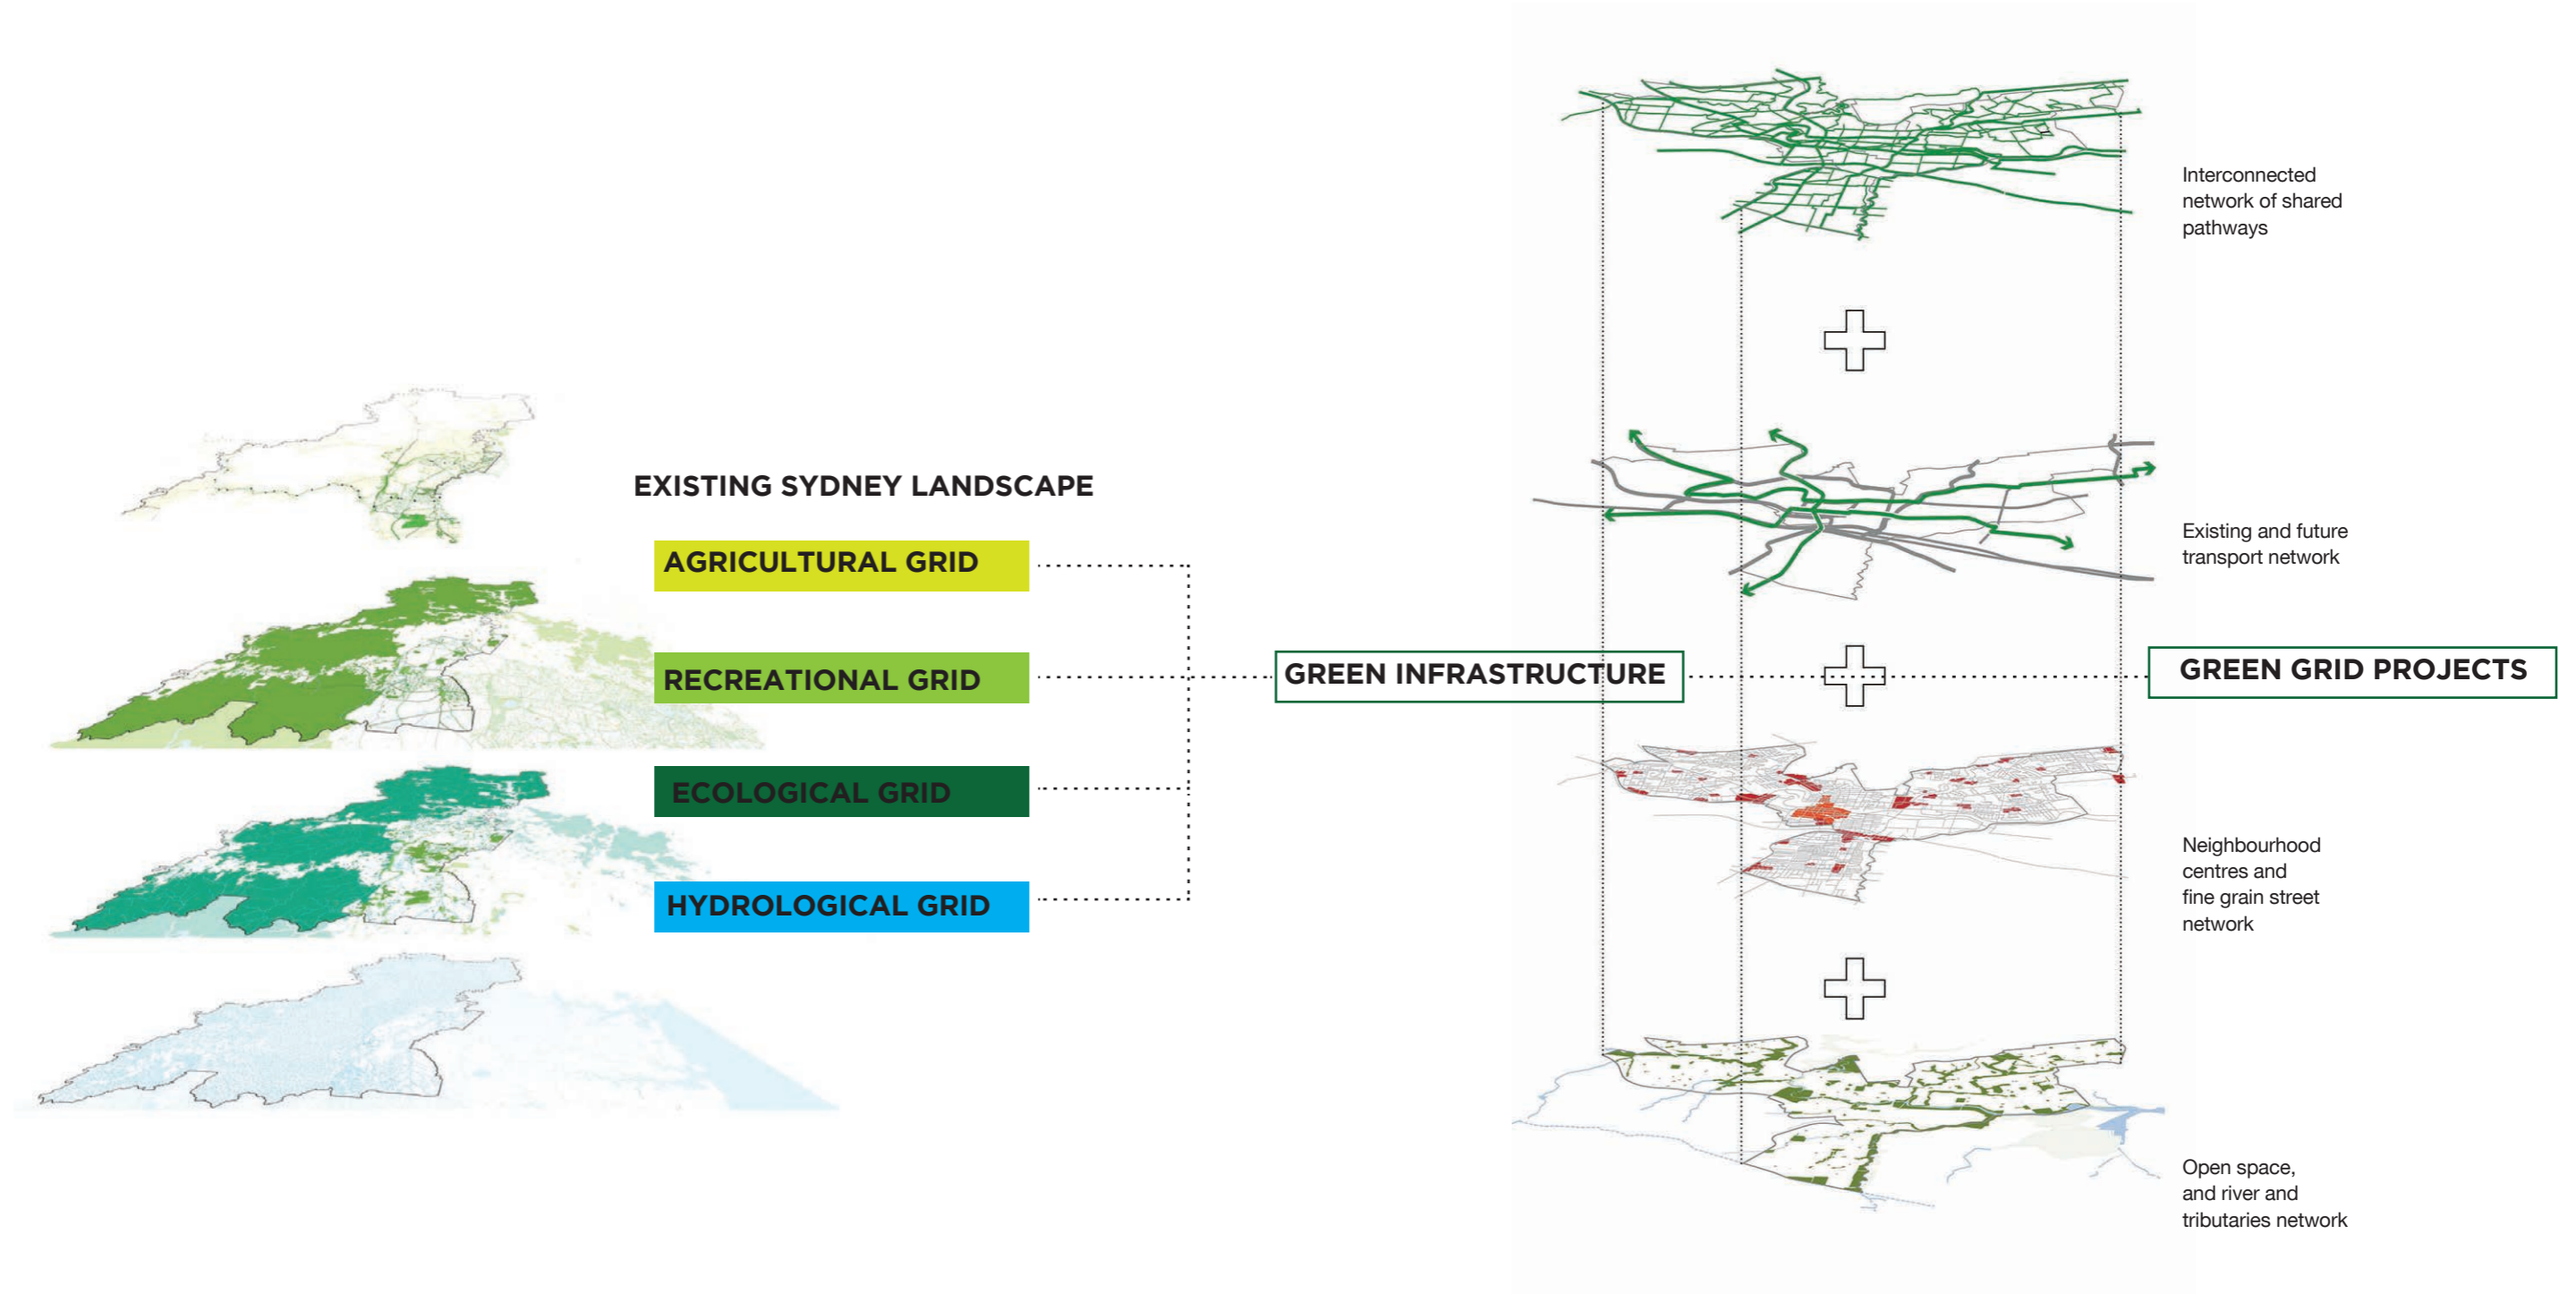 EXISTING SYDNEY LANDSCAPE
AGRICULTURAL GRID
RECREATIONAL GRID
ECOLOGICAL GRID
HYDROLOGICAL GRID
GREEN INFRASTRUCTURE
Interconnected
network of shared
pathways
Existing and future
transport network
GREEN GRID PROJECTS
Neighbourhood
centres and
fine grain street
network
Open space,
and river and
tributaries network